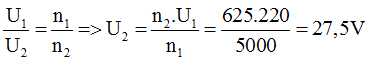 U₁/U₂ = n₁/n₂ => U₂ = n₂.U₁/n₁ = 625.220/5000 = 27,5V